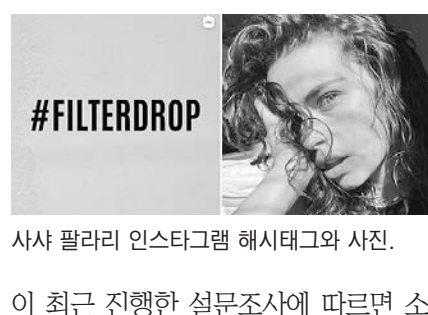 #FILTERDROP
사샤 팔라리 인스타그램 해시태그와 사진.
이 최근 진행한 설문조사에 따르면 소